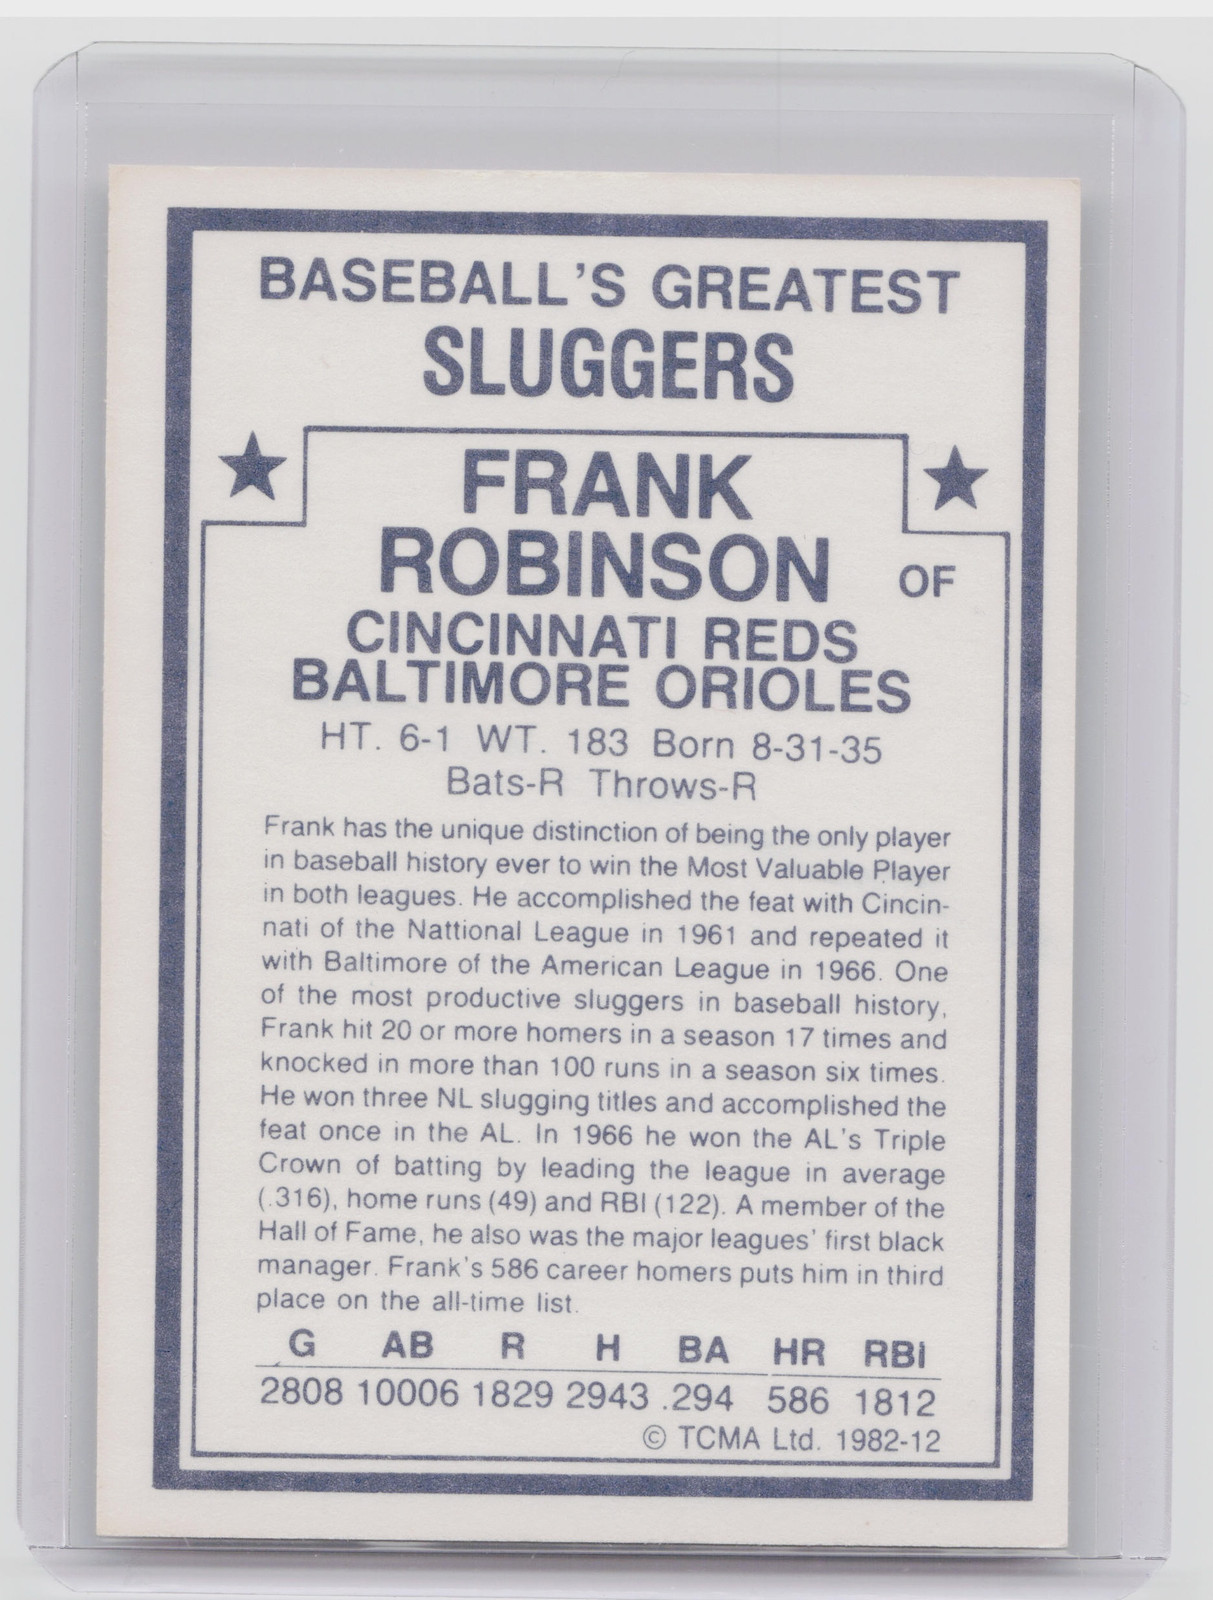 BASEBALL'S GREATEST
SLUGGERS
FRANK
ROBINSON OF
CINCINNATI REDS
BALTIMORE ORIOLES
HT. 6-1 WT. 183 Born 8-31-35
Bats-R Throws-R
Frank has the unique distinction of being the only player
in baseball history ever to win the Most Valuable Player
in both leagues. He accomplished the feat with Cincin-
nati of the Nattional League in 1961 and repeated it
with Baltimore of the American League in 1966. One
of the most productive sluggers in baseball history,
Frank hit 20 or more homers in a season 17 times and
knocked in more than 100 runs in a season six times.
He won three NL slugging titles and accomplished the
feat once in the AL. In 1966 he won the AL's Triple
Crown of batting by leading the league in average
(.316), home runs (49) and RBI (122). A member of the
Hall of Fame, he also was the major leagues' first black
manager. Frank's 586 career homers puts him in third
place on the all-time list.
G AB R H BA HR RBI
2808 10006 1829 2943 .294 586 1812
© TCMA Ltd. 1982-12